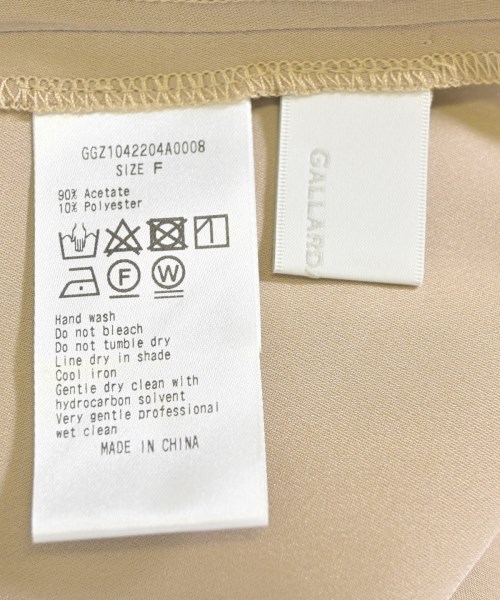 GGZ1042204A0008
SIZE F
90% Acetate
10% Polyester
F
W
Hand wash
Do not bleach
Do not tumble dry
Line dry in shade
Cool iron
Gentle dry clean with
hydrocarbon solvent
Very gentle professional
wet clean
MADE IN CHINA